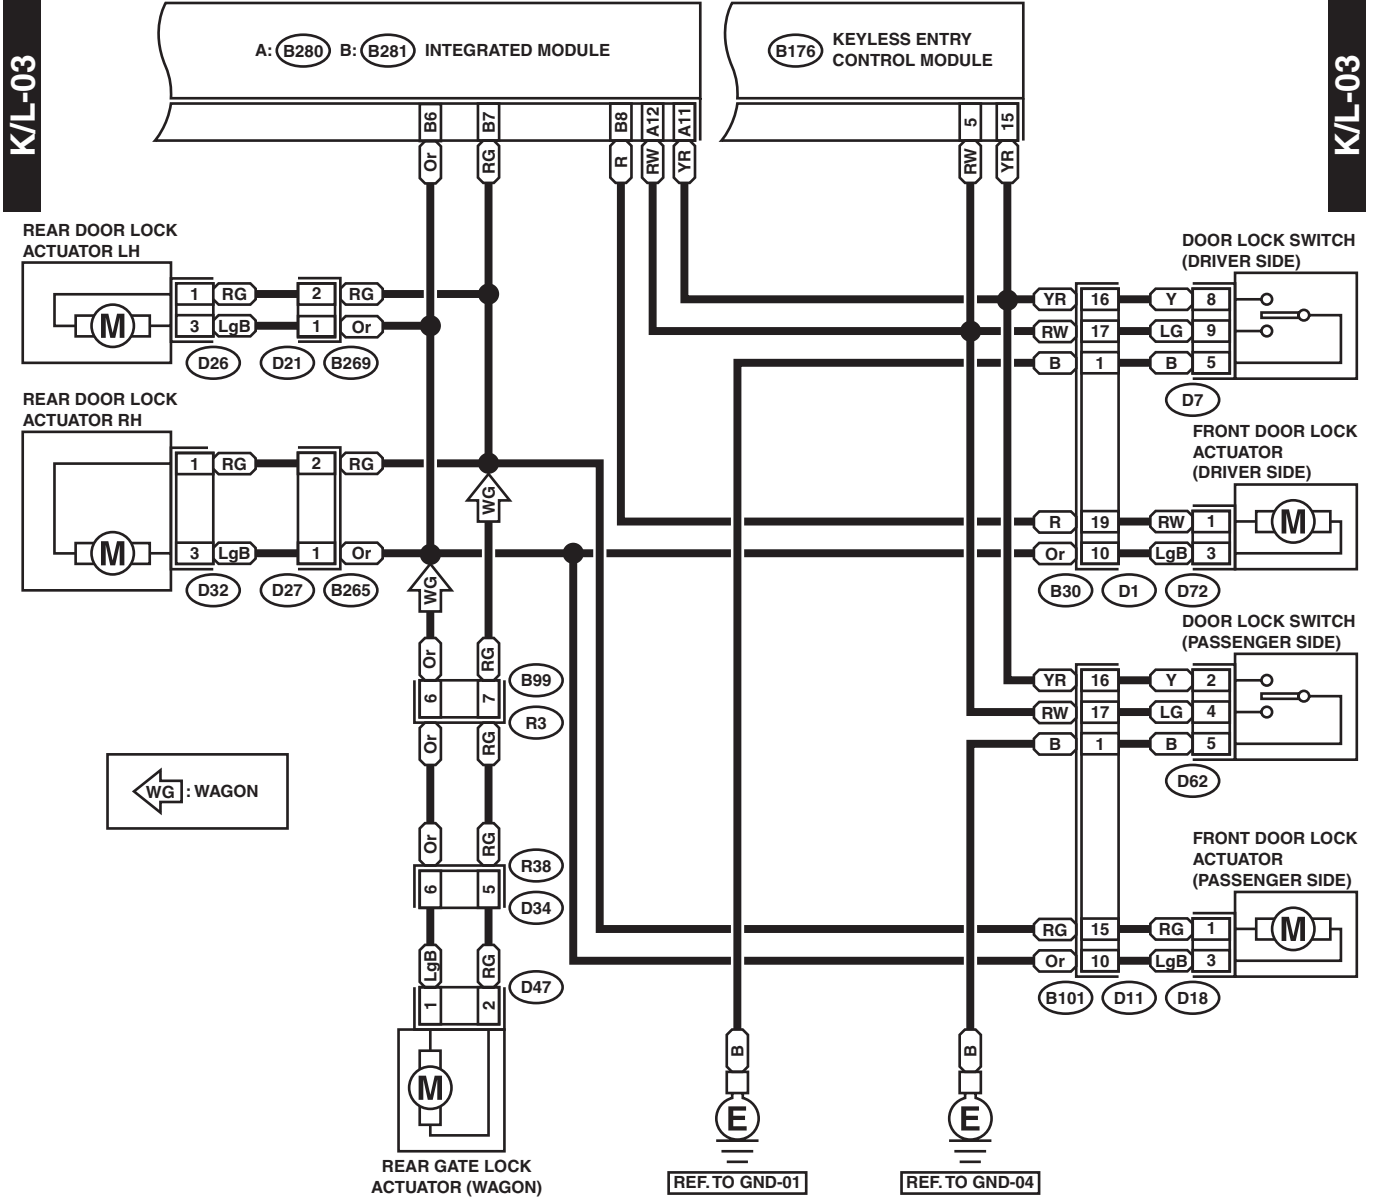 K/L-03
K/L-03
A: B280 B: B281 INTEGRATED MODULE
B176 KEYLESS ENTRY
CONTROL MODULE
B6 B7 B8 A12 A11 5 15
Or RG R RW YR RW YR
REAR DOOR LOCK
ACTUATOR LH
M
1 RG 2 RG
3 LgB 1 Or
D26 D21 B269
DOOR LOCK SWITCH
(DRIVER SIDE)
YR 16 Y 8
RW 17 LG 9
B 1 B 5
D7
REAR DOOR LOCK
ACTUATOR RH
M
1 RG 2 RG
3 LgB 1 Or
D32 D27 B265
FRONT DOOR LOCK
ACTUATOR
(DRIVER SIDE)
M
R 19 RW 1
Or 10 LgB 3
B30 D1 D72
WG
WG
Or RG
6 7
B99
R3
Or RG
DOOR LOCK SWITCH
(PASSENGER SIDE)
YR 16 Y 2
RW 17 LG 4
B 1 B 5
D62
WG : WAGON
Or RG
6 5
R38
D34
LgB RG
1 2
D47
M
REAR GATE LOCK
ACTUATOR (WAGON)
FRONT DOOR LOCK
ACTUATOR
(PASSENGER SIDE)
M
RG 15 RG 1
Or 10 LgB 3
B101 D11 D18
B B
E E
REF. TO GND-01
REF. TO GND-04